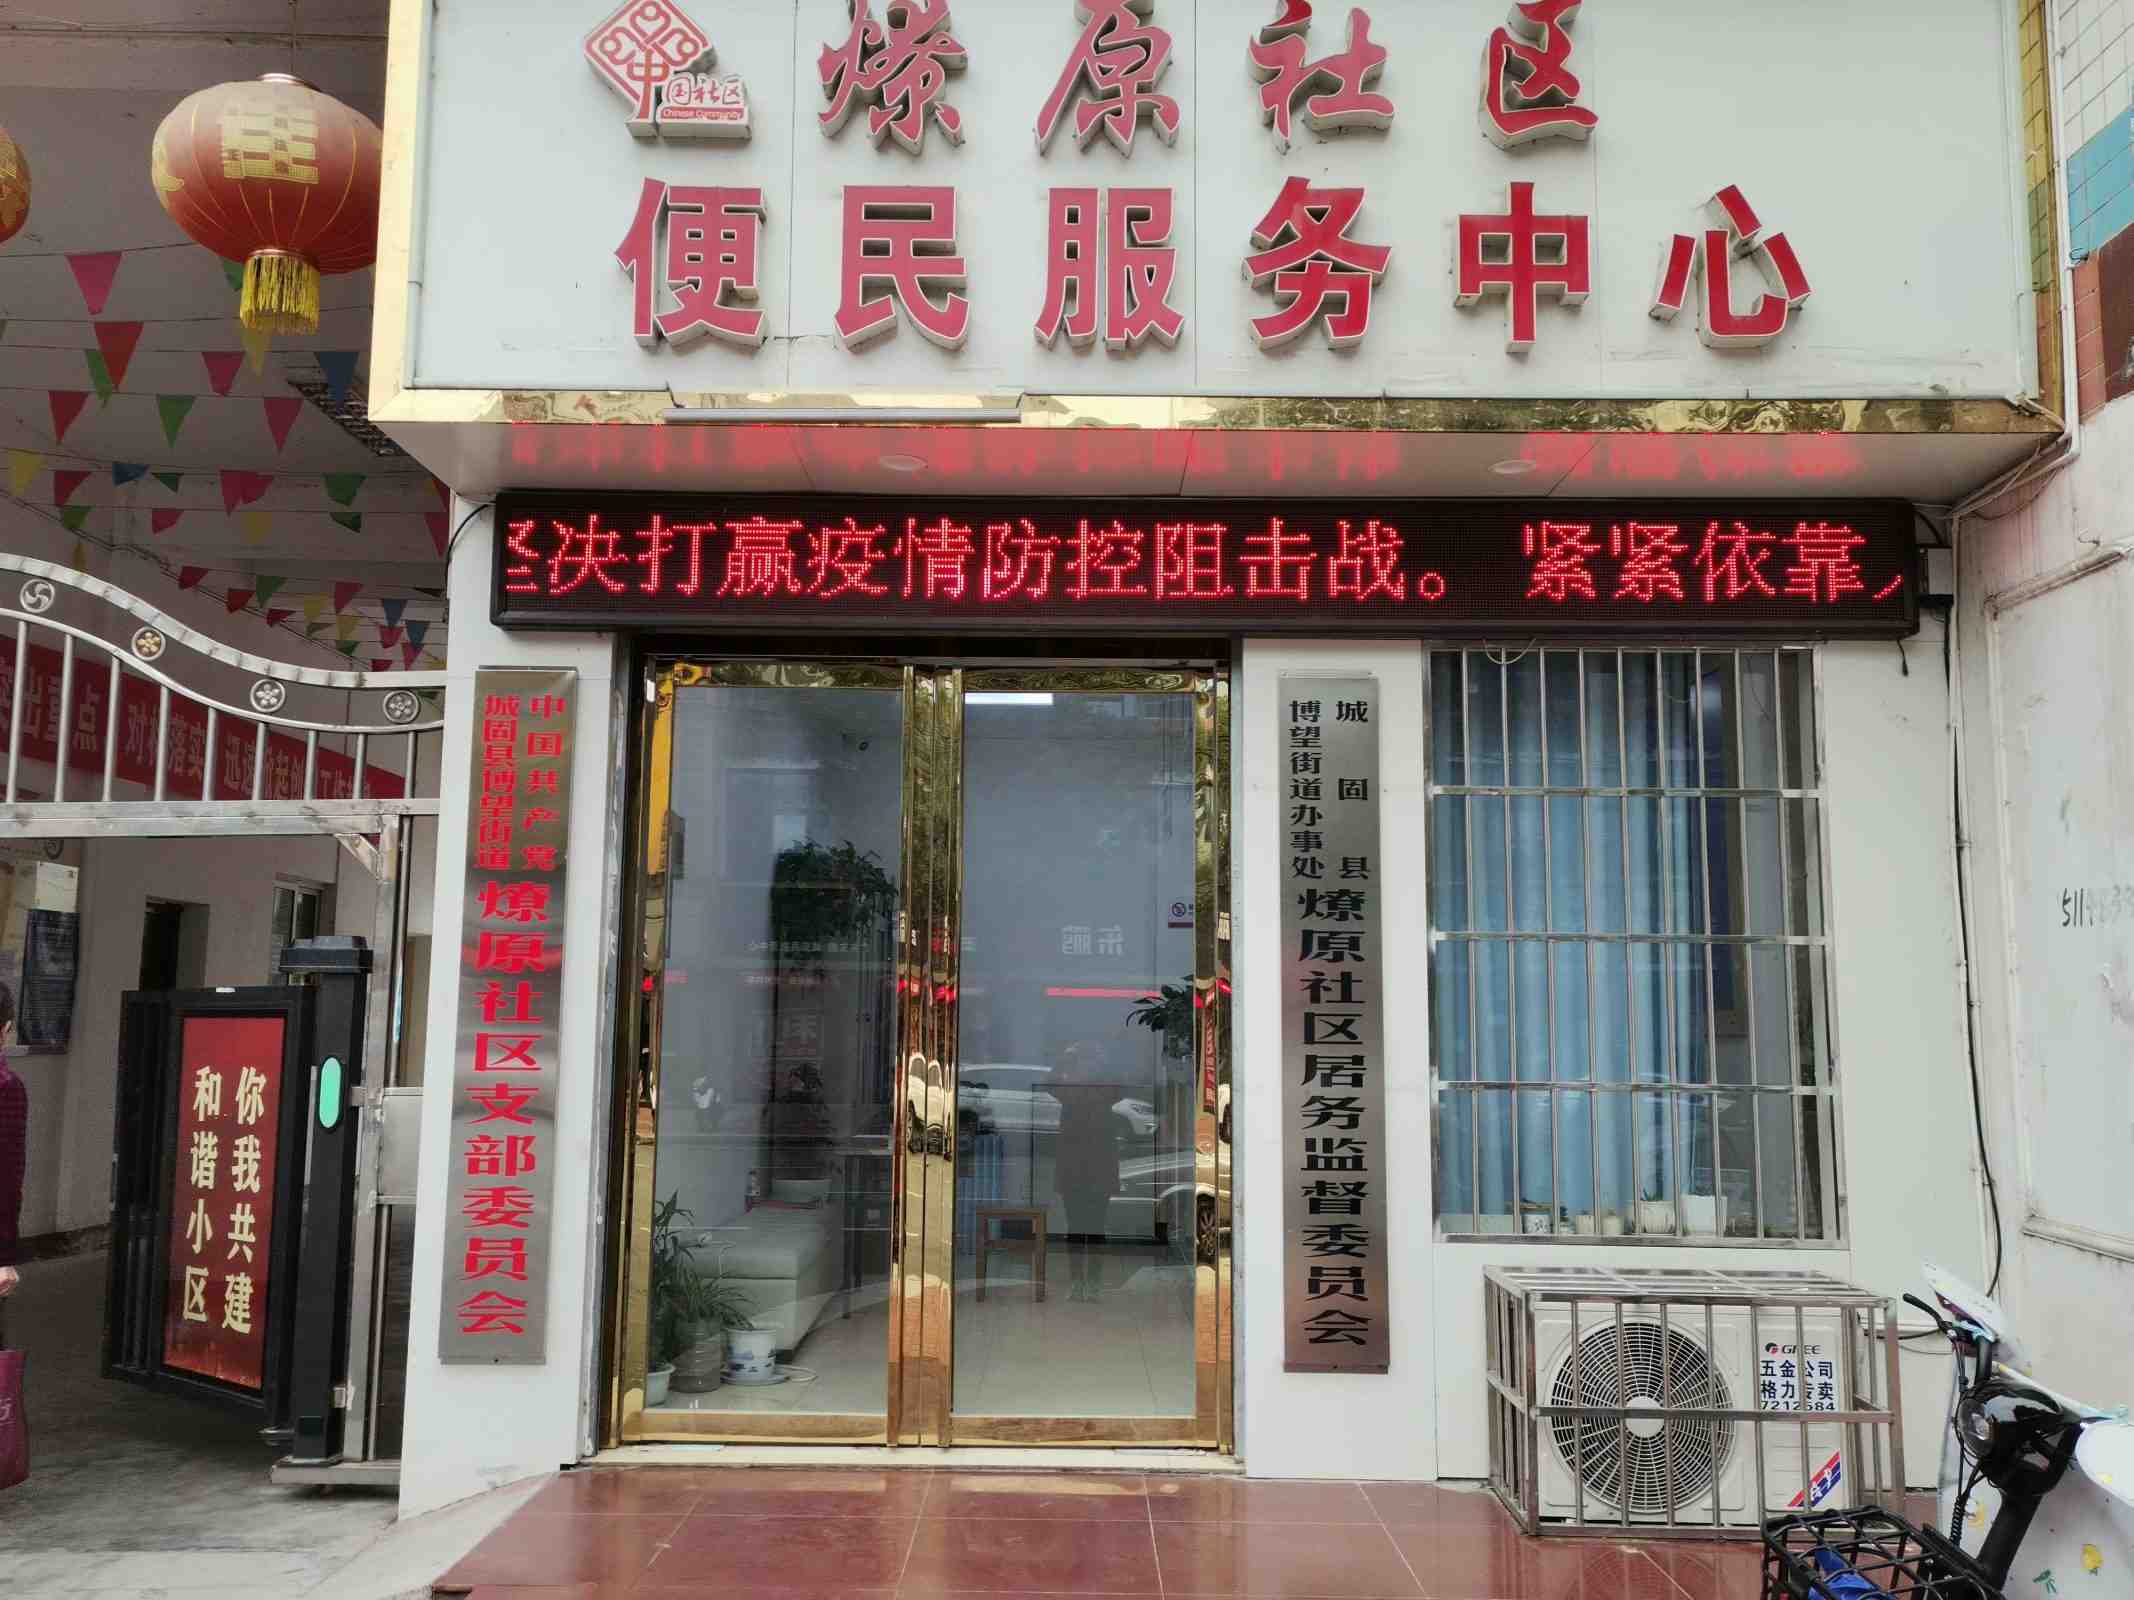 中国社区
Chinese Community
燎原社区
便民服务中心
坚决打赢疫情防控阻击战。 紧紧依靠人
中国共产党
城固县博望街道
燎原社区支部委员会
城固县
博望街道办事处
燎原社区居务监督委员会
出重点 对标落实 迅速
你我共建
和谐小区
东鹏
GREE
五金公司
格力专卖
7212584